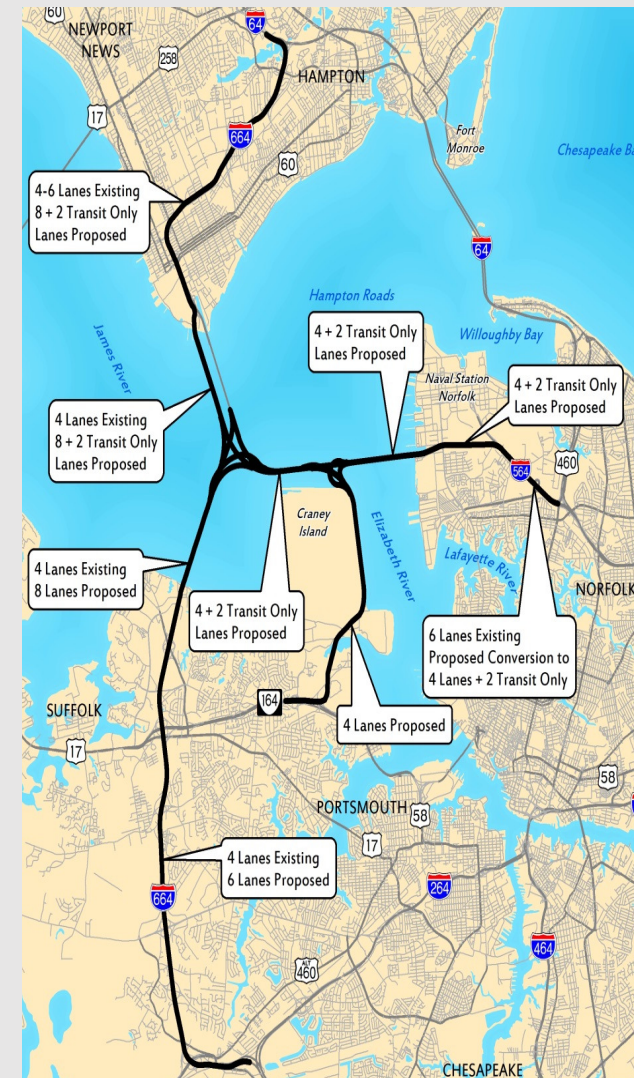 60
64
NEWPORT
NEWS
258
HAMPTON
17
664
Fort
Monroe
60
Chesapeake Ba
4-6 Lanes Existing
8 + 2 Transit Only
Lanes Proposed
64
Hampton Roads
James River
4 + 2 Transit Only
Lanes Proposed
Willoughby Bay
Naval Station
Norfolk
4 + 2 Transit Only
Lanes Proposed
4 Lanes Existing
8 + 2 Transit Only
Lanes Proposed
460
564
Craney
Island
Elizabeth River
Lafayette River
4 Lanes Existing
8 Lanes Proposed
NORFOLK
4 + 2 Transit Only
Lanes Proposed
6 Lanes Existing
Proposed Conversion to
4 Lanes + 2 Transit Only
164
SUFFOLK
4 Lanes Proposed
17
58
PORTSMOUTH
58
17
4 Lanes Existing
6 Lanes Proposed
264
664
464
ALT
460
CHESAPEAKE